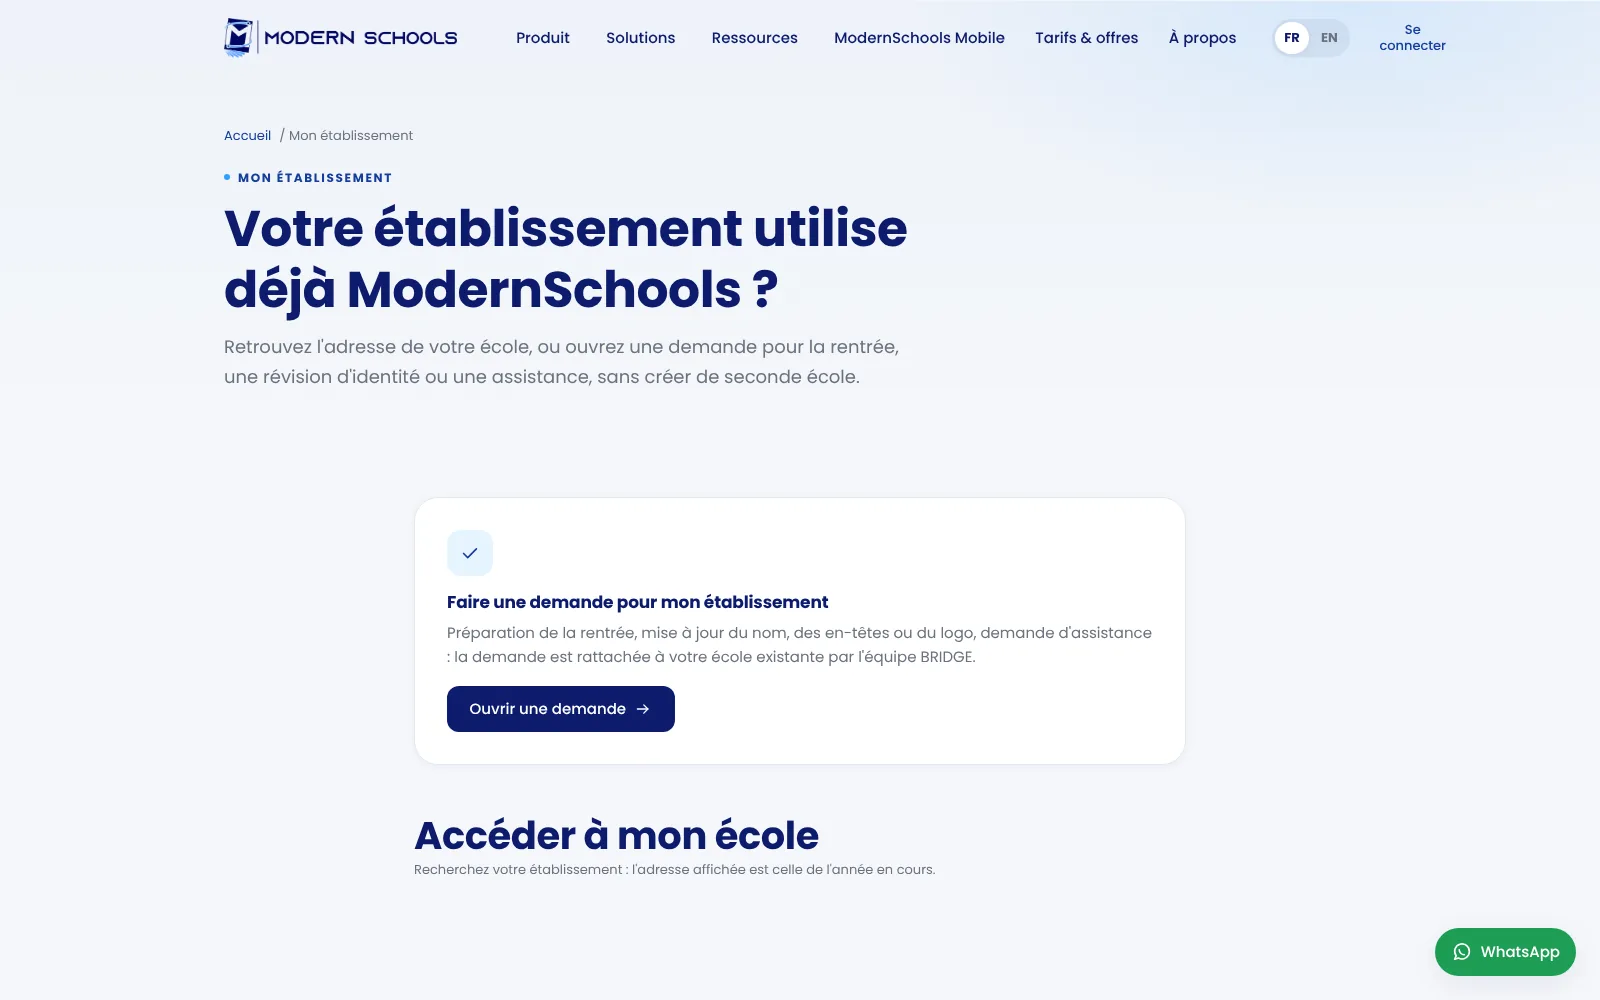 MODERN SCHOOLS
Produit
Solutions
Ressources
ModernSchools Mobile
Tarifs & offres
À propos
FR
EN
Se
connecter
Accueil / Mon établissement
MON ÉTABLISSEMENT
Votre établissement utilise
déjà ModernSchools ?
Retrouvez l'adresse de votre école, ou ouvrez une demande pour la rentrée,
une révision d'identité ou une assistance, sans créer de seconde école.
Faire une demande pour mon établissement
Préparation de la rentrée, mise à jour du nom, des en-têtes ou du logo, demande d'assistance
: la demande est rattachée à votre école existante par l'équipe BRIDGE.
Ouvrir une demande →
Accéder à mon école
Recherchez votre établissement : l'adresse affichée est celle de l'année en cours.
WhatsApp